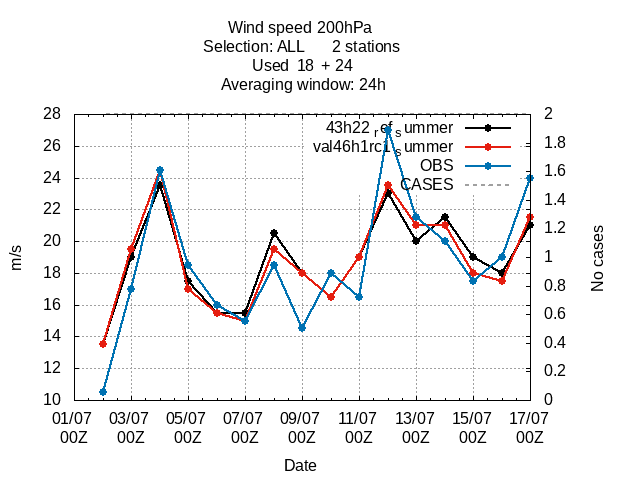 Wind speed 200hPa
Selection: ALL 2 stations
Used 18 + 24
Averaging window: 24h
43h22_ref_summer
val46h1rc1_summer
OBS
CASES
28
26
24
22
20
18
16
14
12
10
m/s
2
1.8
1.6
1.4
1.2
1
0.8
0.6
0.4
0.2
0
No cases
01/07 03/07 05/07 07/07 09/07 11/07 13/07 15/07 17/07
00Z 00Z 00Z 00Z 00Z 00Z 00Z 00Z 00Z
Date